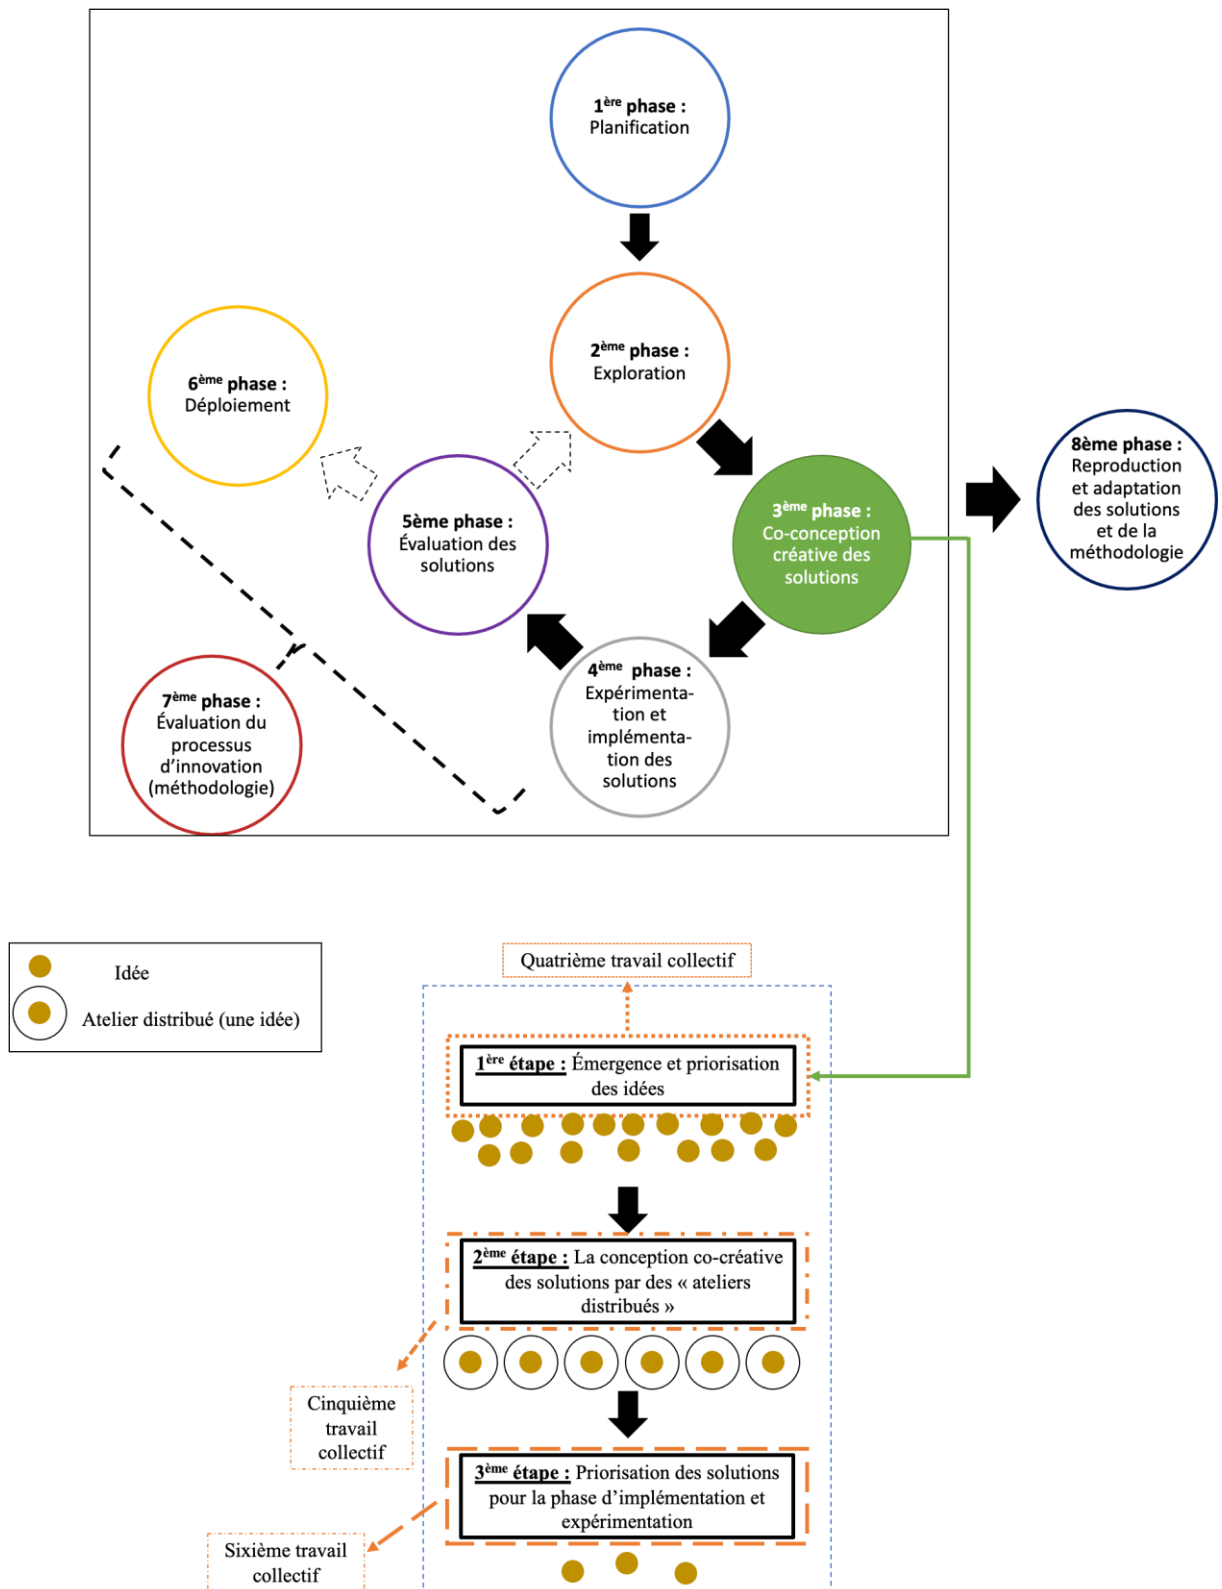 1ère phase :
Planification
2ème phase :
Exploration
6ème phase :
Déploiement
8ème phase :
Reproduction
et adaptation
des solutions
et de la
méthodologie
3ème phase :
Co-conception
créative des
solutions
5ème phase :
Évaluation des
solutions
4ème phase :
Expérimenta-
tion et
implémenta-
tion des
solutions
7ème phase :
Évaluation du
processus
d’innovation
(méthodologie)
Idée
Atelier distribué (une idée)
Quatrième travail collectif
1ère étape : Émergence et priorisation
des idées
2ème étape : La conception co-créative
des solutions par des « ateliers
distribués »
Cinquième
travail
collectif
3ème étape : Priorisation des solutions
pour la phase d’implémentation et
expérimentation
Sixième travail
collectif